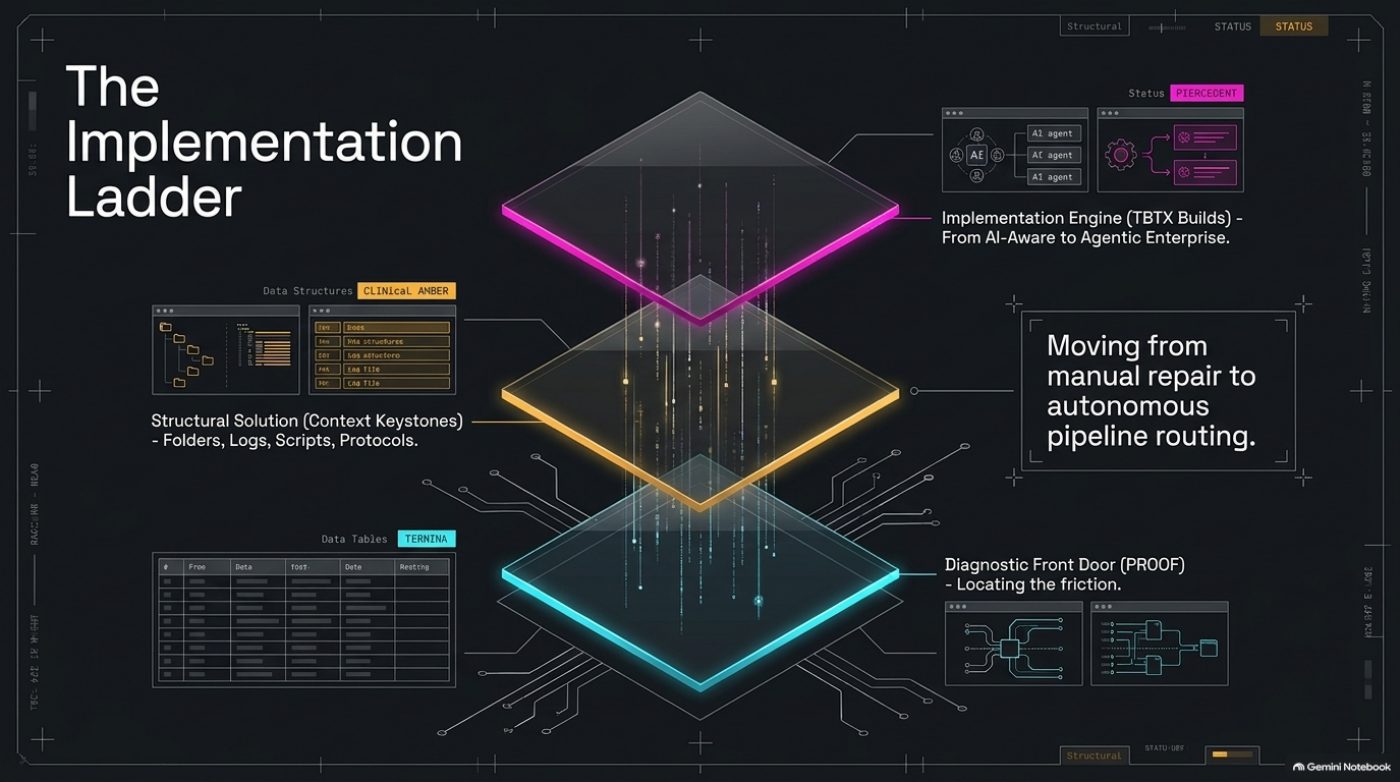 The
Implementation
Ladder
Structural
STATUS
STATUS
Status
PIERCEDENT
AI
AI agent
AI agent
AI agent
Implementation Engine (TBTX Builds) -
From AI-Aware to Agentic Enterprise.
Data Structures
CLINICAL AMBER
Structural Solution (Context Keystones)
- Folders, Logs, Scripts, Protocols.
Moving from
manual repair to
autonomous
pipeline routing.
Data Tables
TERNINA
# Free Data Date
Diagnostic Front Door (PROOF)
- Locating the friction.
Structural
Gemini Notebook